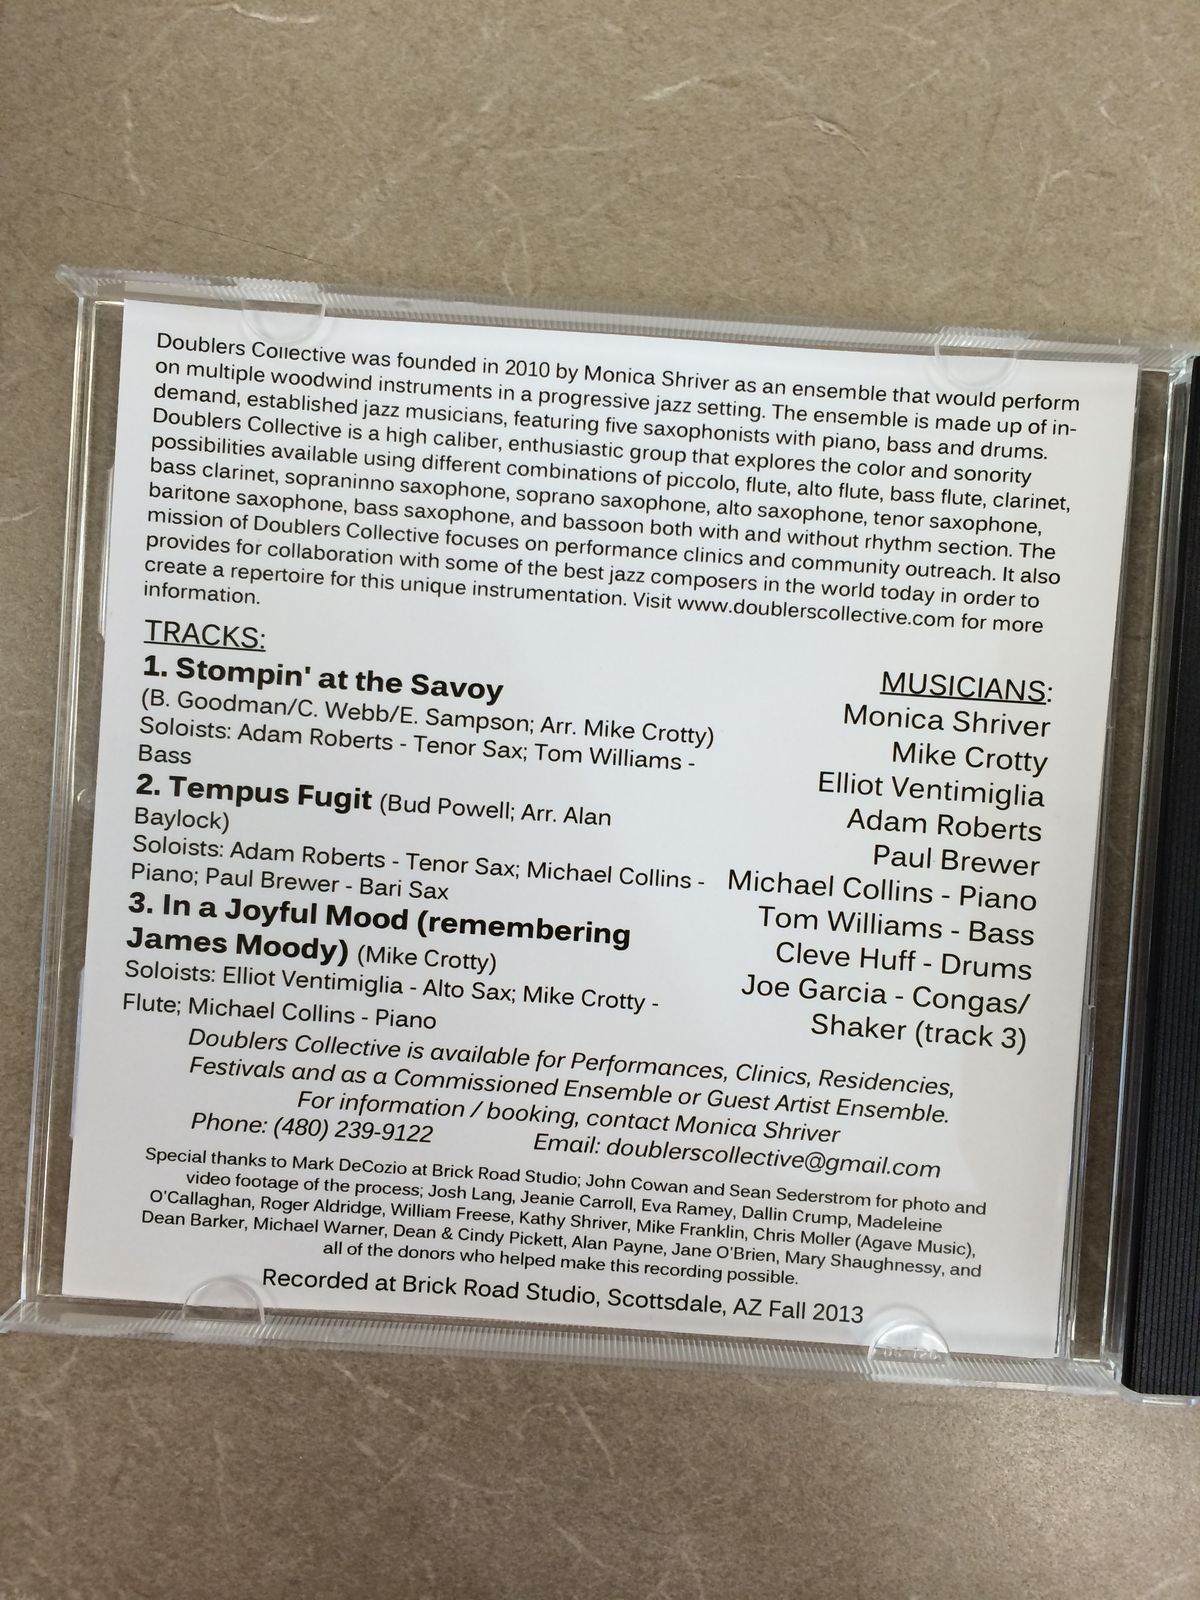 Doublers Collective was founded in 2010 by Monica Shriver as an ensemble that would perform
on multiple woodwind instruments in a progressive jazz setting. The ensemble is made up of in-
demand, established jazz musicians, featuring five saxophonists with piano, bass and drums.
Doublers Collective is a high caliber, enthusiastic group that explores the color and sonority
possibilities available using different combinations of piccolo, flute, alto flute, bass flute, clarinet,
bass clarinet, sopraninno saxophone, soprano saxophone, alto saxophone, tenor saxophone,
baritone saxophone, bass saxophone, and bassoon both with and without rhythm section. The
mission of Doublers Collective focuses on performance clinics and community outreach. It also
provides for collaboration with some of the best jazz composers in the world today in order to
create a repertoire for this unique instrumentation. Visit www.doublerscollective.com for more
information.
TRACKS:
1. Stompin' at the Savoy
(B. Goodman/C. Webb/E. Sampson; Arr. Mike Crotty)
Soloists: Adam Roberts - Tenor Sax; Tom Williams -
Bass
2. Tempus Fugit (Bud Powell; Arr. Alan
Baylock)
Soloists: Adam Roberts - Tenor Sax; Michael Collins -
Piano; Paul Brewer - Bari Sax
3. In a Joyful Mood (remembering
James Moody) (Mike Crotty)
Soloists: Elliot Ventimiglia - Alto Sax; Mike Crotty -
Flute; Michael Collins - Piano
MUSICIANS:
Monica Shriver
Mike Crotty
Elliot Ventimiglia
Adam Roberts
Paul Brewer
Michael Collins - Piano
Tom Williams - Bass
Cleve Huff - Drums
Joe Garcia - Congas/
Shaker (track 3)
Doublers Collective is available for Performances, Clinics, Residencies,
Festivals and as a Commissioned Ensemble or Guest Artist Ensemble.
For information / booking, contact Monica Shriver
Phone: (480) 239-9122 Email: doublerscollective@gmail.com
Special thanks to Mark DeCozio at Brick Road Studio; John Cowan and Sean Sederstrom for photo and
video footage of the process; Josh Lang, Jeanie Carroll, Eva Ramey, Dallin Crump, Madeleine
O'Callaghan, Roger Aldridge, William Freese, Kathy Shriver, Mike Franklin, Chris Moller (Agave Music),
Dean Barker, Michael Warner, Dean & Cindy Pickett, Alan Payne, Jane O'Brien, Mary Shaughnessy, and
all of the donors who helped make this recording possible.
Recorded at Brick Road Studio, Scottsdale, AZ Fall 2013